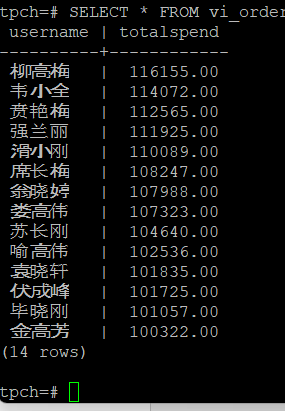 tpch=# SELECT * FROM vi_order
username | totalspend
----------+------------
柳高梅 | 116155.00
韦小全 | 114072.00
贲艳梅 | 112565.00
强兰丽 | 111925.00
滑小刚 | 110089.00
席长梅 | 108247.00
翁晓婷 | 107988.00
娄高伟 | 107323.00
苏长刚 | 104640.00
喻高伟 | 102536.00
袁晓轩 | 101835.00
伏成峰 | 101725.00
毕晓刚 | 101057.00
金高芳 | 100322.00
(14 rows)
tpch=#